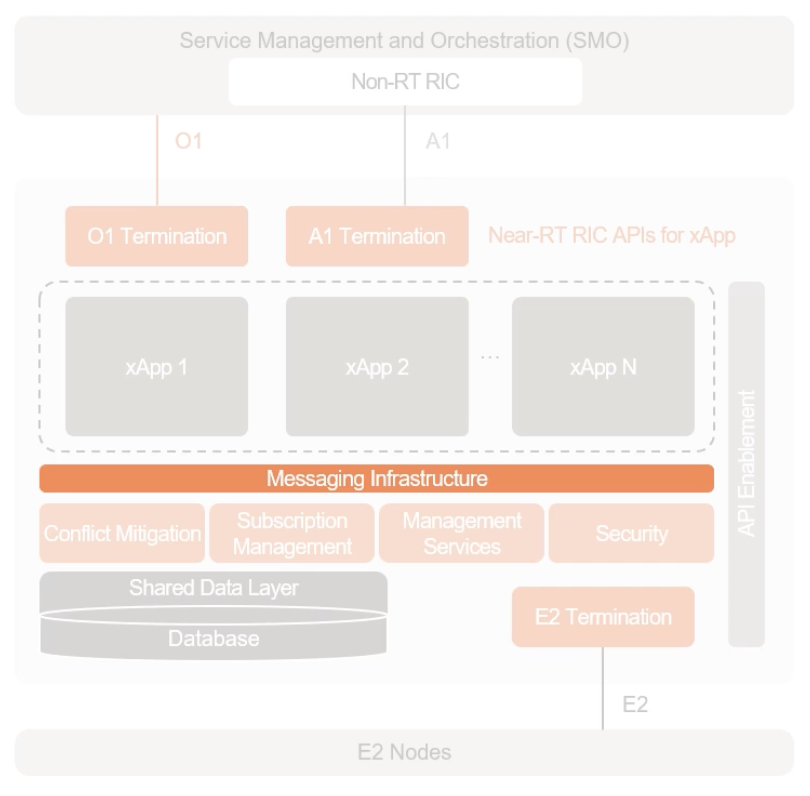 Service Management and Orchestration (SMO)
Non-RT RIC
O1
A1
O1 Termination
A1 Termination
Near-RT RIC APIs for xApp
xApp 1
xApp 2
...
xApp N
API Enablement
Messaging Infrastructure
Conflict Mitigation
Subscription
Management
Management
Services
Security
Shared Data Layer
Database
E2 Termination
E2
E2 Nodes